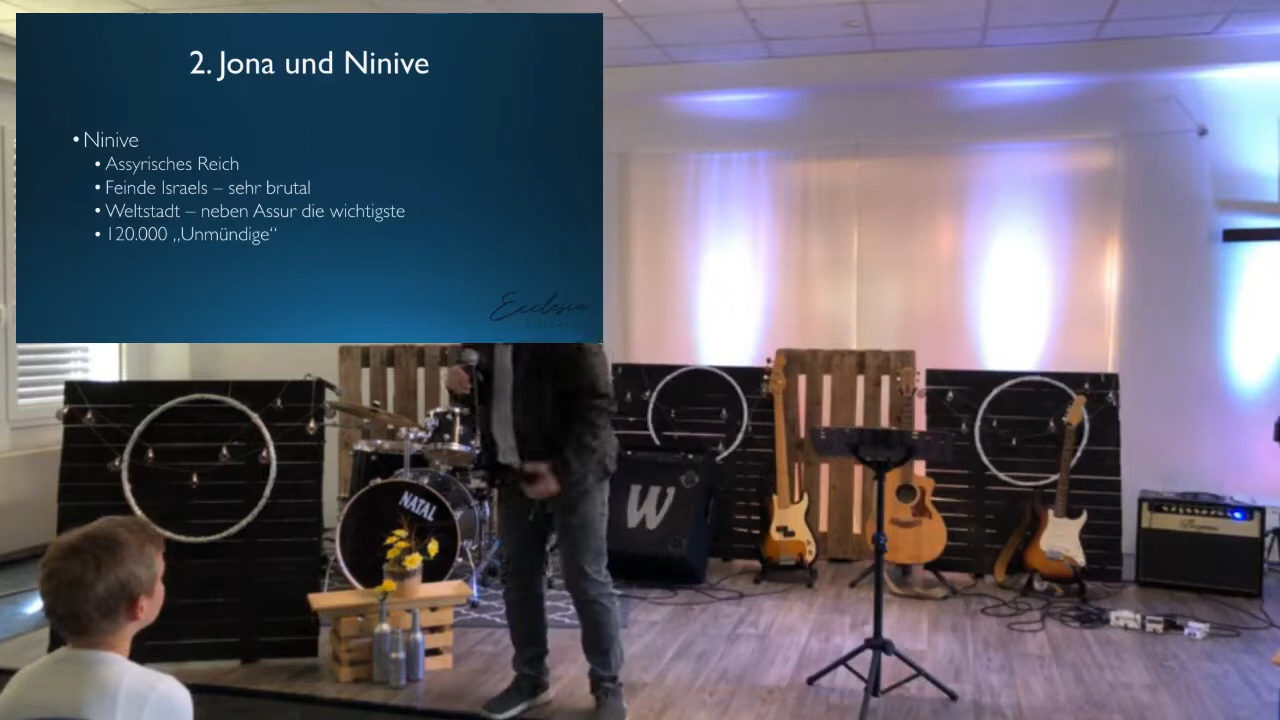 2. Jona und Ninive
• Ninive
• Assyrisches Reich
• Feinde Israels – sehr brutal
• Weltstadt – neben Assur die wichtigste
• 120.000 „Unmündige“
Ecclesia
NATAL
W